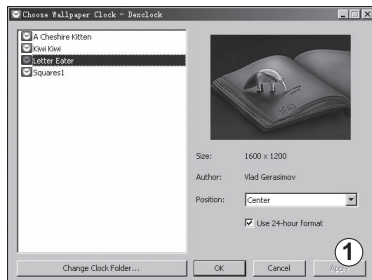 Choose Wallpaper Clock - Dexclock
A Cheshire Kitten
Kiwi Kiwi
Letter Eater
Squares1
Size: 1600 x 1200
Author: Vlad Gerasimov
Position: Center
Use 24-hour format
1
Change Clock Folder...
OK
Cancel
Apply